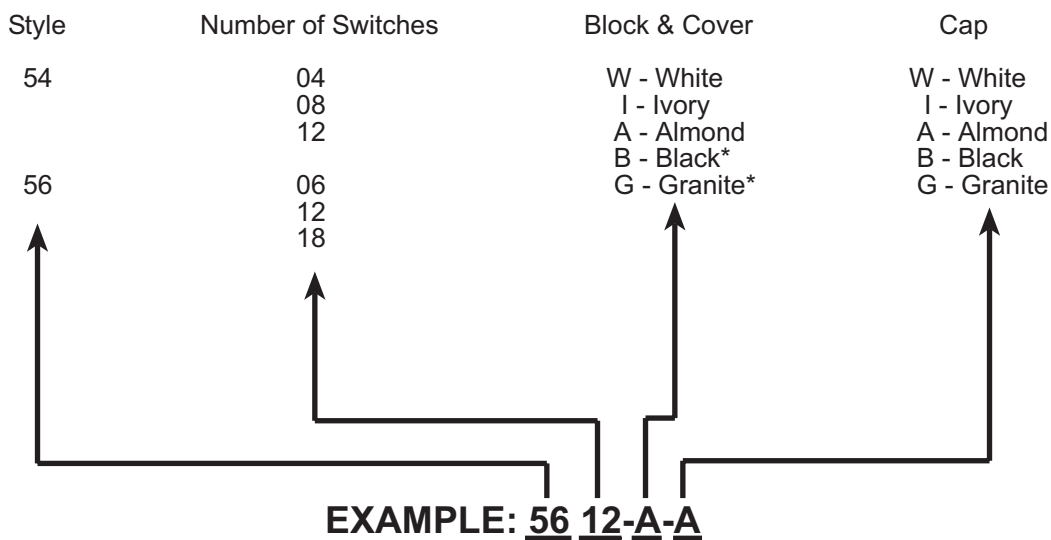 Style Number of Switches Block & Cover Cap
54 04 W - White W - White
08 I - Ivory I - Ivory
12 A - Almond A - Almond
B - Black* B - Black
56 06 G - Granite* G - Granite
12
18
EXAMPLE: 56 12-A-A